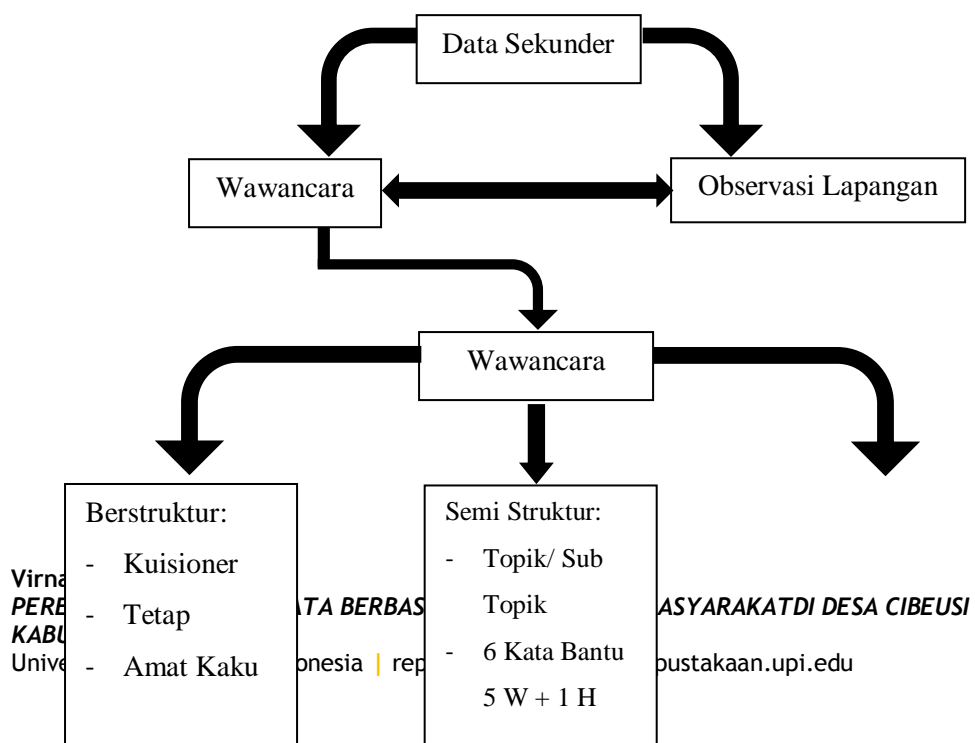 Data Sekunder
Wawancara
Observasi Lapangan
Wawancara
Berstruktur:
- Kuisioner
- Tetap
- Amat Kaku
Semi Struktur:
- Topik/ Sub
Topik
- 6 Kata Bantu
5 W + 1 H
Virna
PERB ATA BERBAS ASYARAKATDI DESA CIBEUSI
KABU
Unive onesia | rep pustakaan.upi.edu